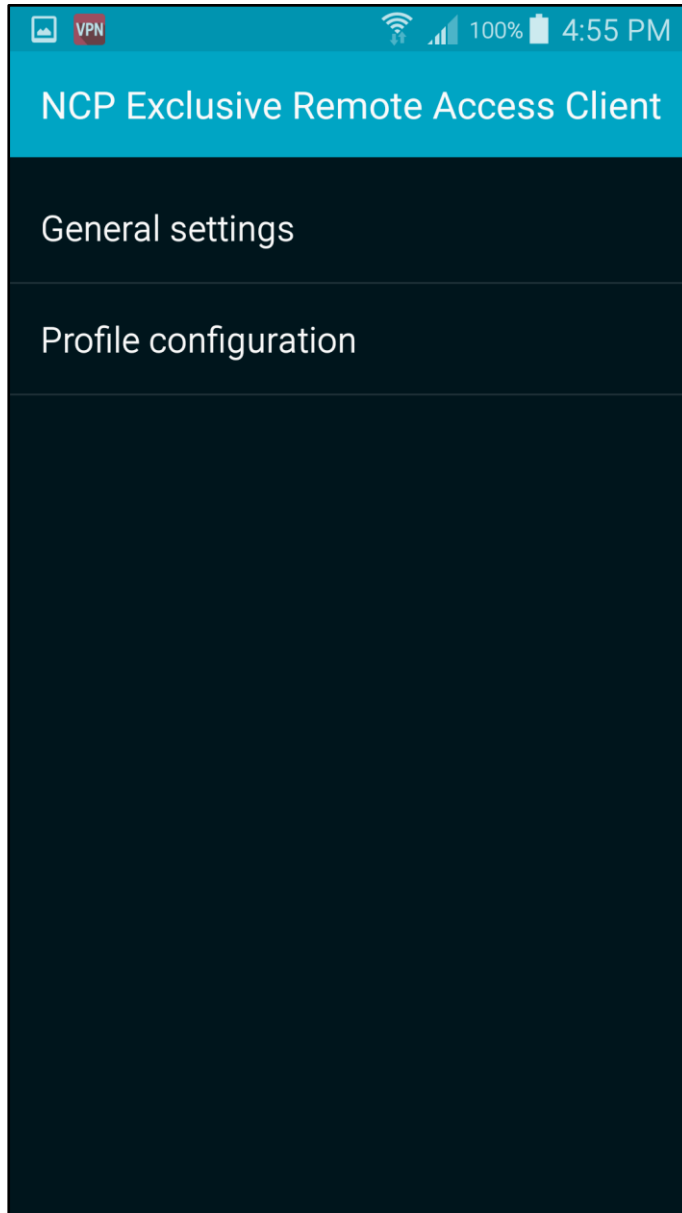 VPN 100% 4:55 PM
NCP Exclusive Remote Access Client
General settings
Profile configuration